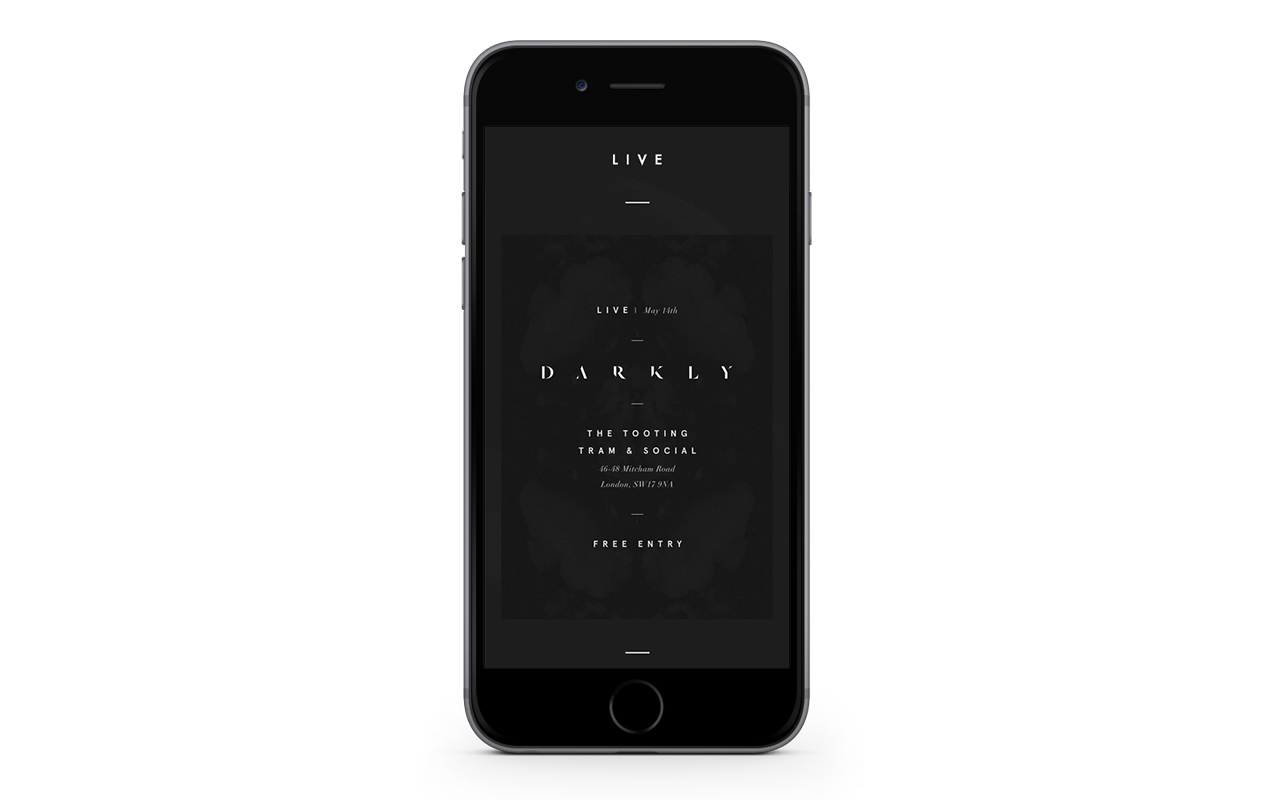 LIVE
LIVE | May 14th
DARKLY
THE TOOTING
TRAM & SOCIAL
46-48 Mitcham Road
London, SW17 9NA
FREE ENTRY